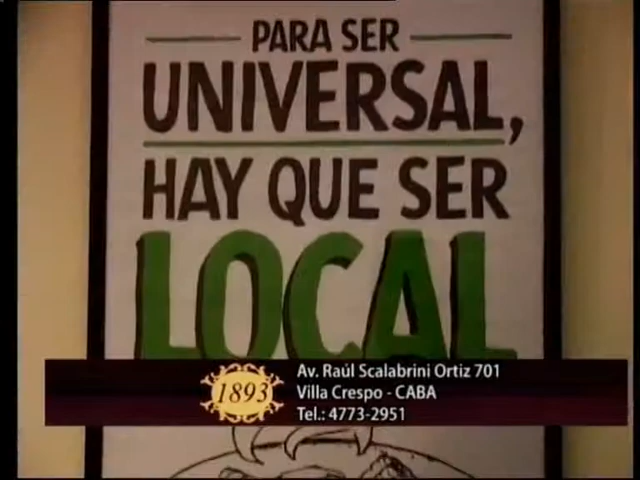 PARA SER
UNIVERSAL,
HAY QUE SER
LOCAL
1893
Av. Raúl Scalabrini Ortiz 701
Villa Crespo - CABA
Tel.: 4773-2951